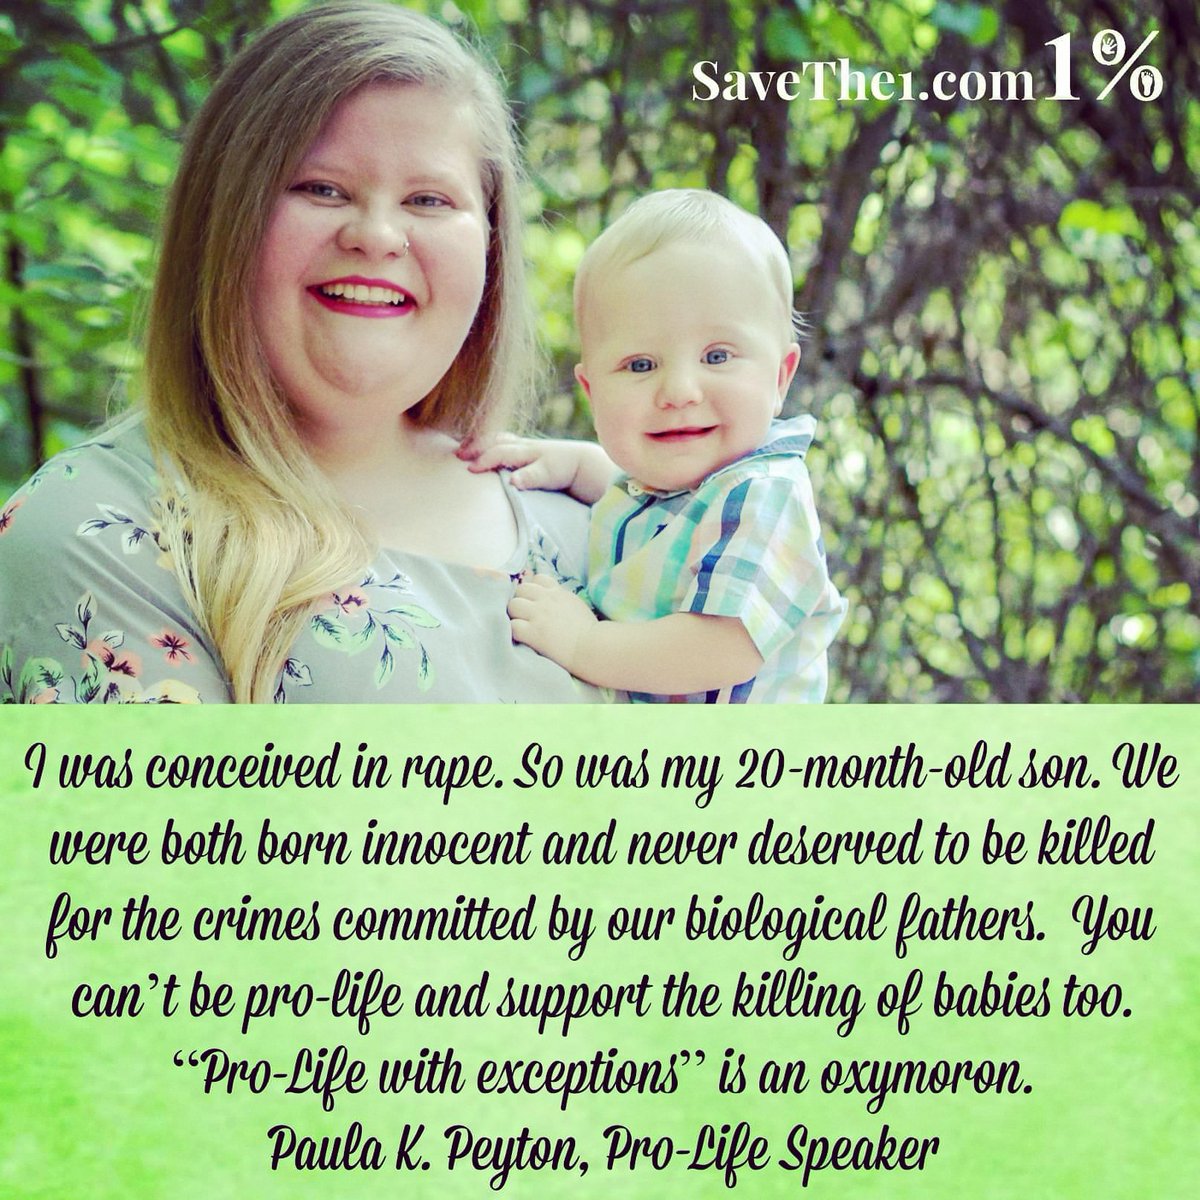 SaveThe1.com 1%
I was conceived in rape. So was my 20-month-old son. We
were both born innocent and never deserved to be killed
for the crimes committed by our biological fathers. You
can't be pro-life and support the killing of babies too.
“Pro-Life with exceptions” is an oxymoron.
Paula K. Peyton, Pro-Life Speaker